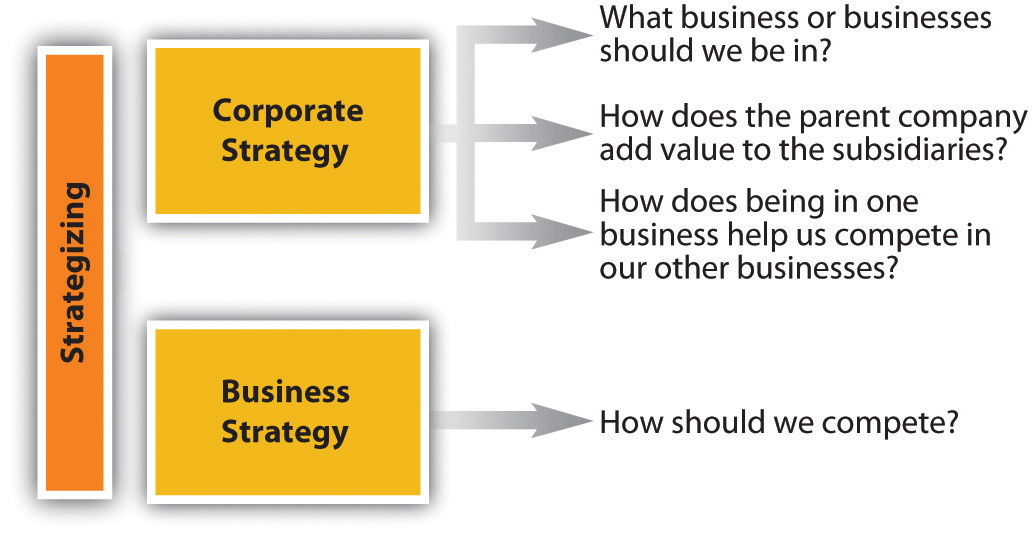 Strategizing
Corporate
Strategy
What business or businesses
should we be in?
How does the parent company
add value to the subsidiaries?
How does being in one
business help us compete in
our other businesses?
Business
Strategy
How should we compete?